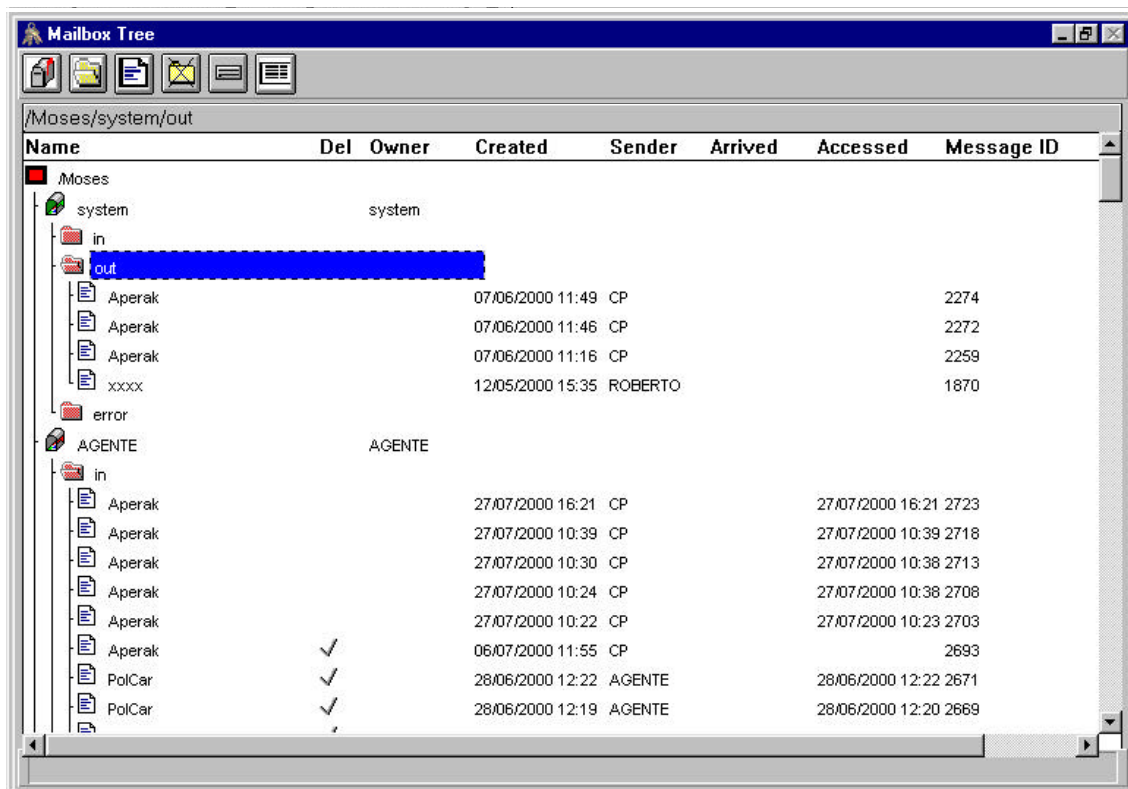 Mailbox Tree
/Moses/system/out
Name Del Owner Created Sender Arrived Accessed Message ID
/Moses
system system
in
out
Aperak 07/06/2000 11:49 CP 2274
Aperak 07/06/2000 11:46 CP 2272
Aperak 07/06/2000 11:16 CP 2259
xxxx 12/05/2000 15:35 ROBERTO 1870
error
AGENTE AGENTE
in
Aperak 27/07/2000 16:21 CP 27/07/2000 16:21 2723
Aperak 27/07/2000 10:39 CP 27/07/2000 10:39 2718
Aperak 27/07/2000 10:30 CP 27/07/2000 10:38 2713
Aperak 27/07/2000 10:24 CP 27/07/2000 10:38 2708
Aperak 27/07/2000 10:22 CP 27/07/2000 10:23 2703
Aperak 06/07/2000 11:55 CP 2693
PolCar 28/06/2000 12:22 AGENTE 28/06/2000 12:22 2671
PolCar 28/06/2000 12:19 AGENTE 28/06/2000 12:20 2669